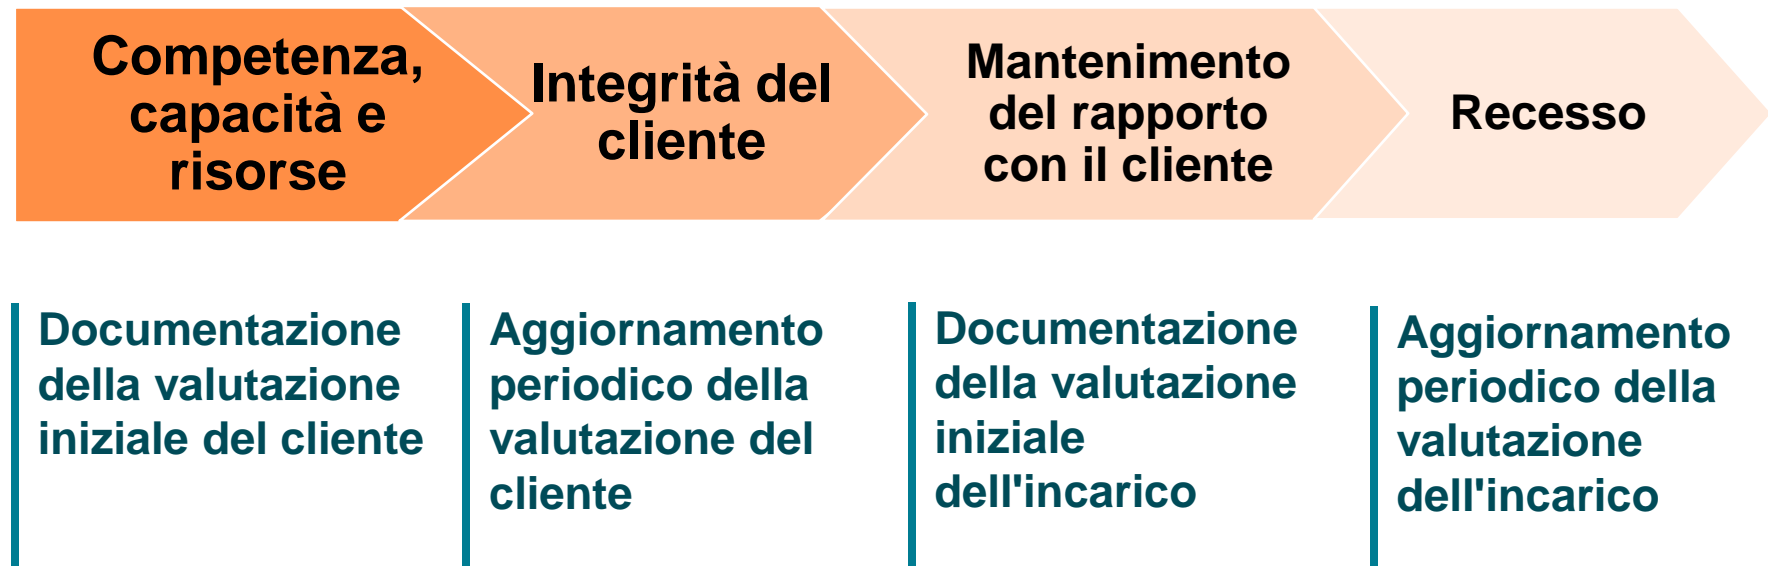 Competenza,
capacità e
risorse
Integrità del
cliente
Mantenimento
del rapporto
con il cliente
Recesso
Documentazione
della valutazione
iniziale del cliente
Aggiornamento
periodico della
valutazione del
cliente
Documentazione
della valutazione
iniziale
dell'incarico
Aggiornamento
periodico della
valutazione
dell'incarico